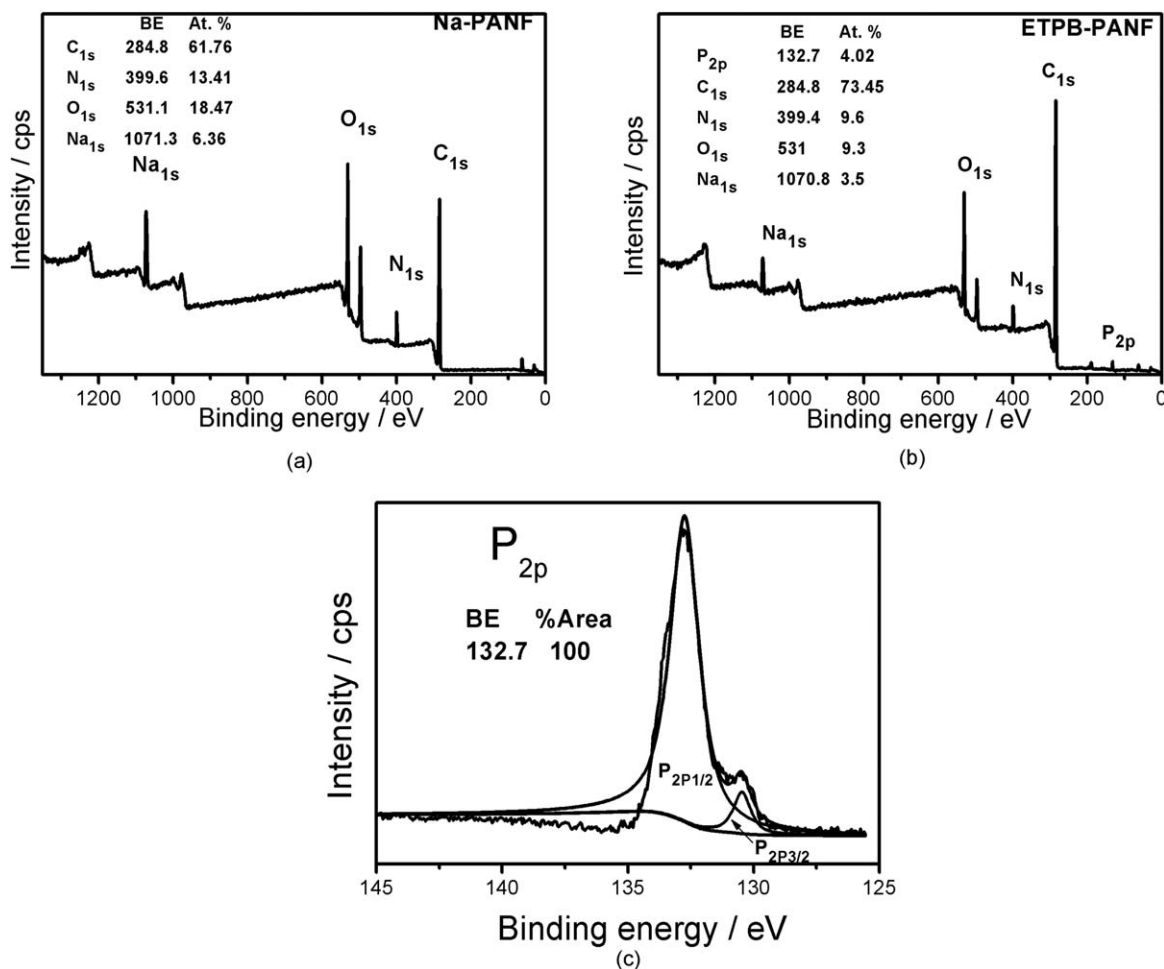 Na-PANF
BE At. %
C1s 284.8 61.76
N1s 399.6 13.41
O1s 531.1 18.47
Na1s 1071.3 6.36
Na1s
O1s
N1s
C1s
Intensity / cps
1200 1000 800 600 400 200 0
Binding energy / eV
(a)
ETPB-PANF
BE At. %
P2p 132.7 4.02
C1s 284.8 73.45
N1s 399.4 9.6
O1s 531 9.3
Na1s 1070.8 3.5
Na1s
O1s
N1s
C1s
P2p
Intensity / cps
1200 1000 800 600 400 200 0
Binding energy / eV
(b)
P2p
BE %Area
132.7 100
P2P1/2
P2P3/2
Intensity / cps
145 140 135 130 125
Binding energy / eV
(c)